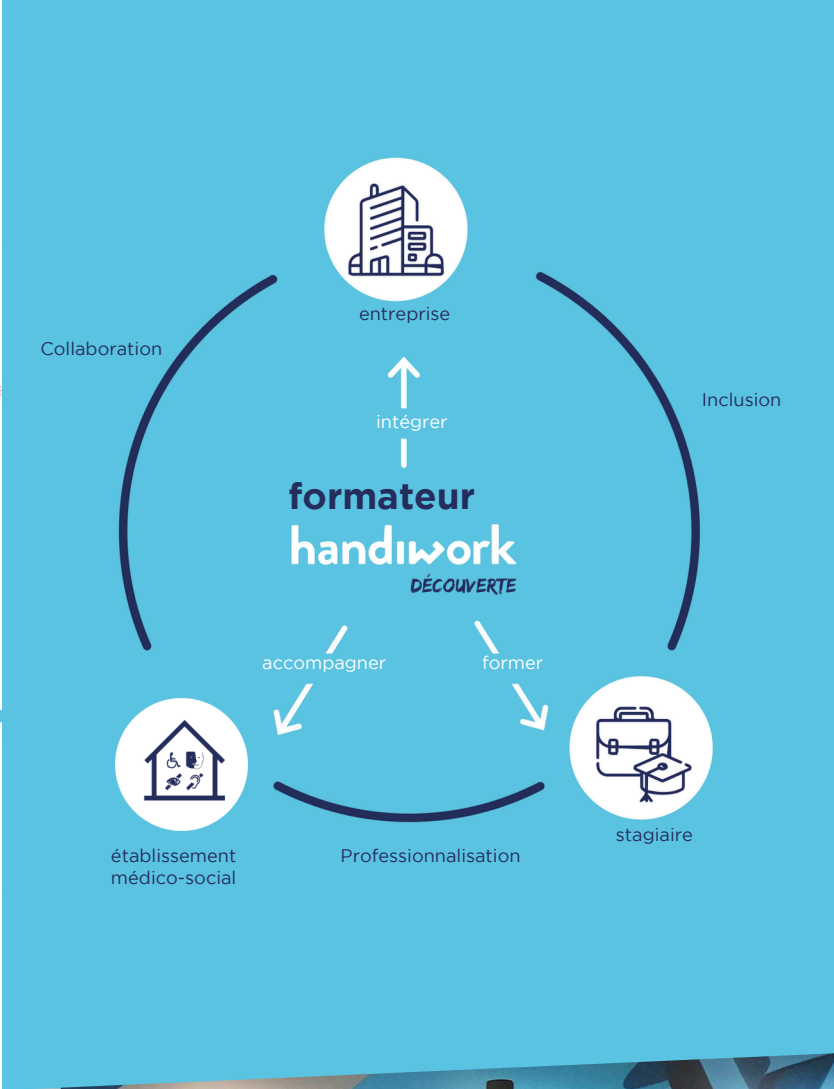 entreprise
Collaboration
Inclusion
intégrer
formateur
handiwork
DÉCOUVERTE
accompagner
former
établissement
médico-social
Professionnalisation
stagiaire